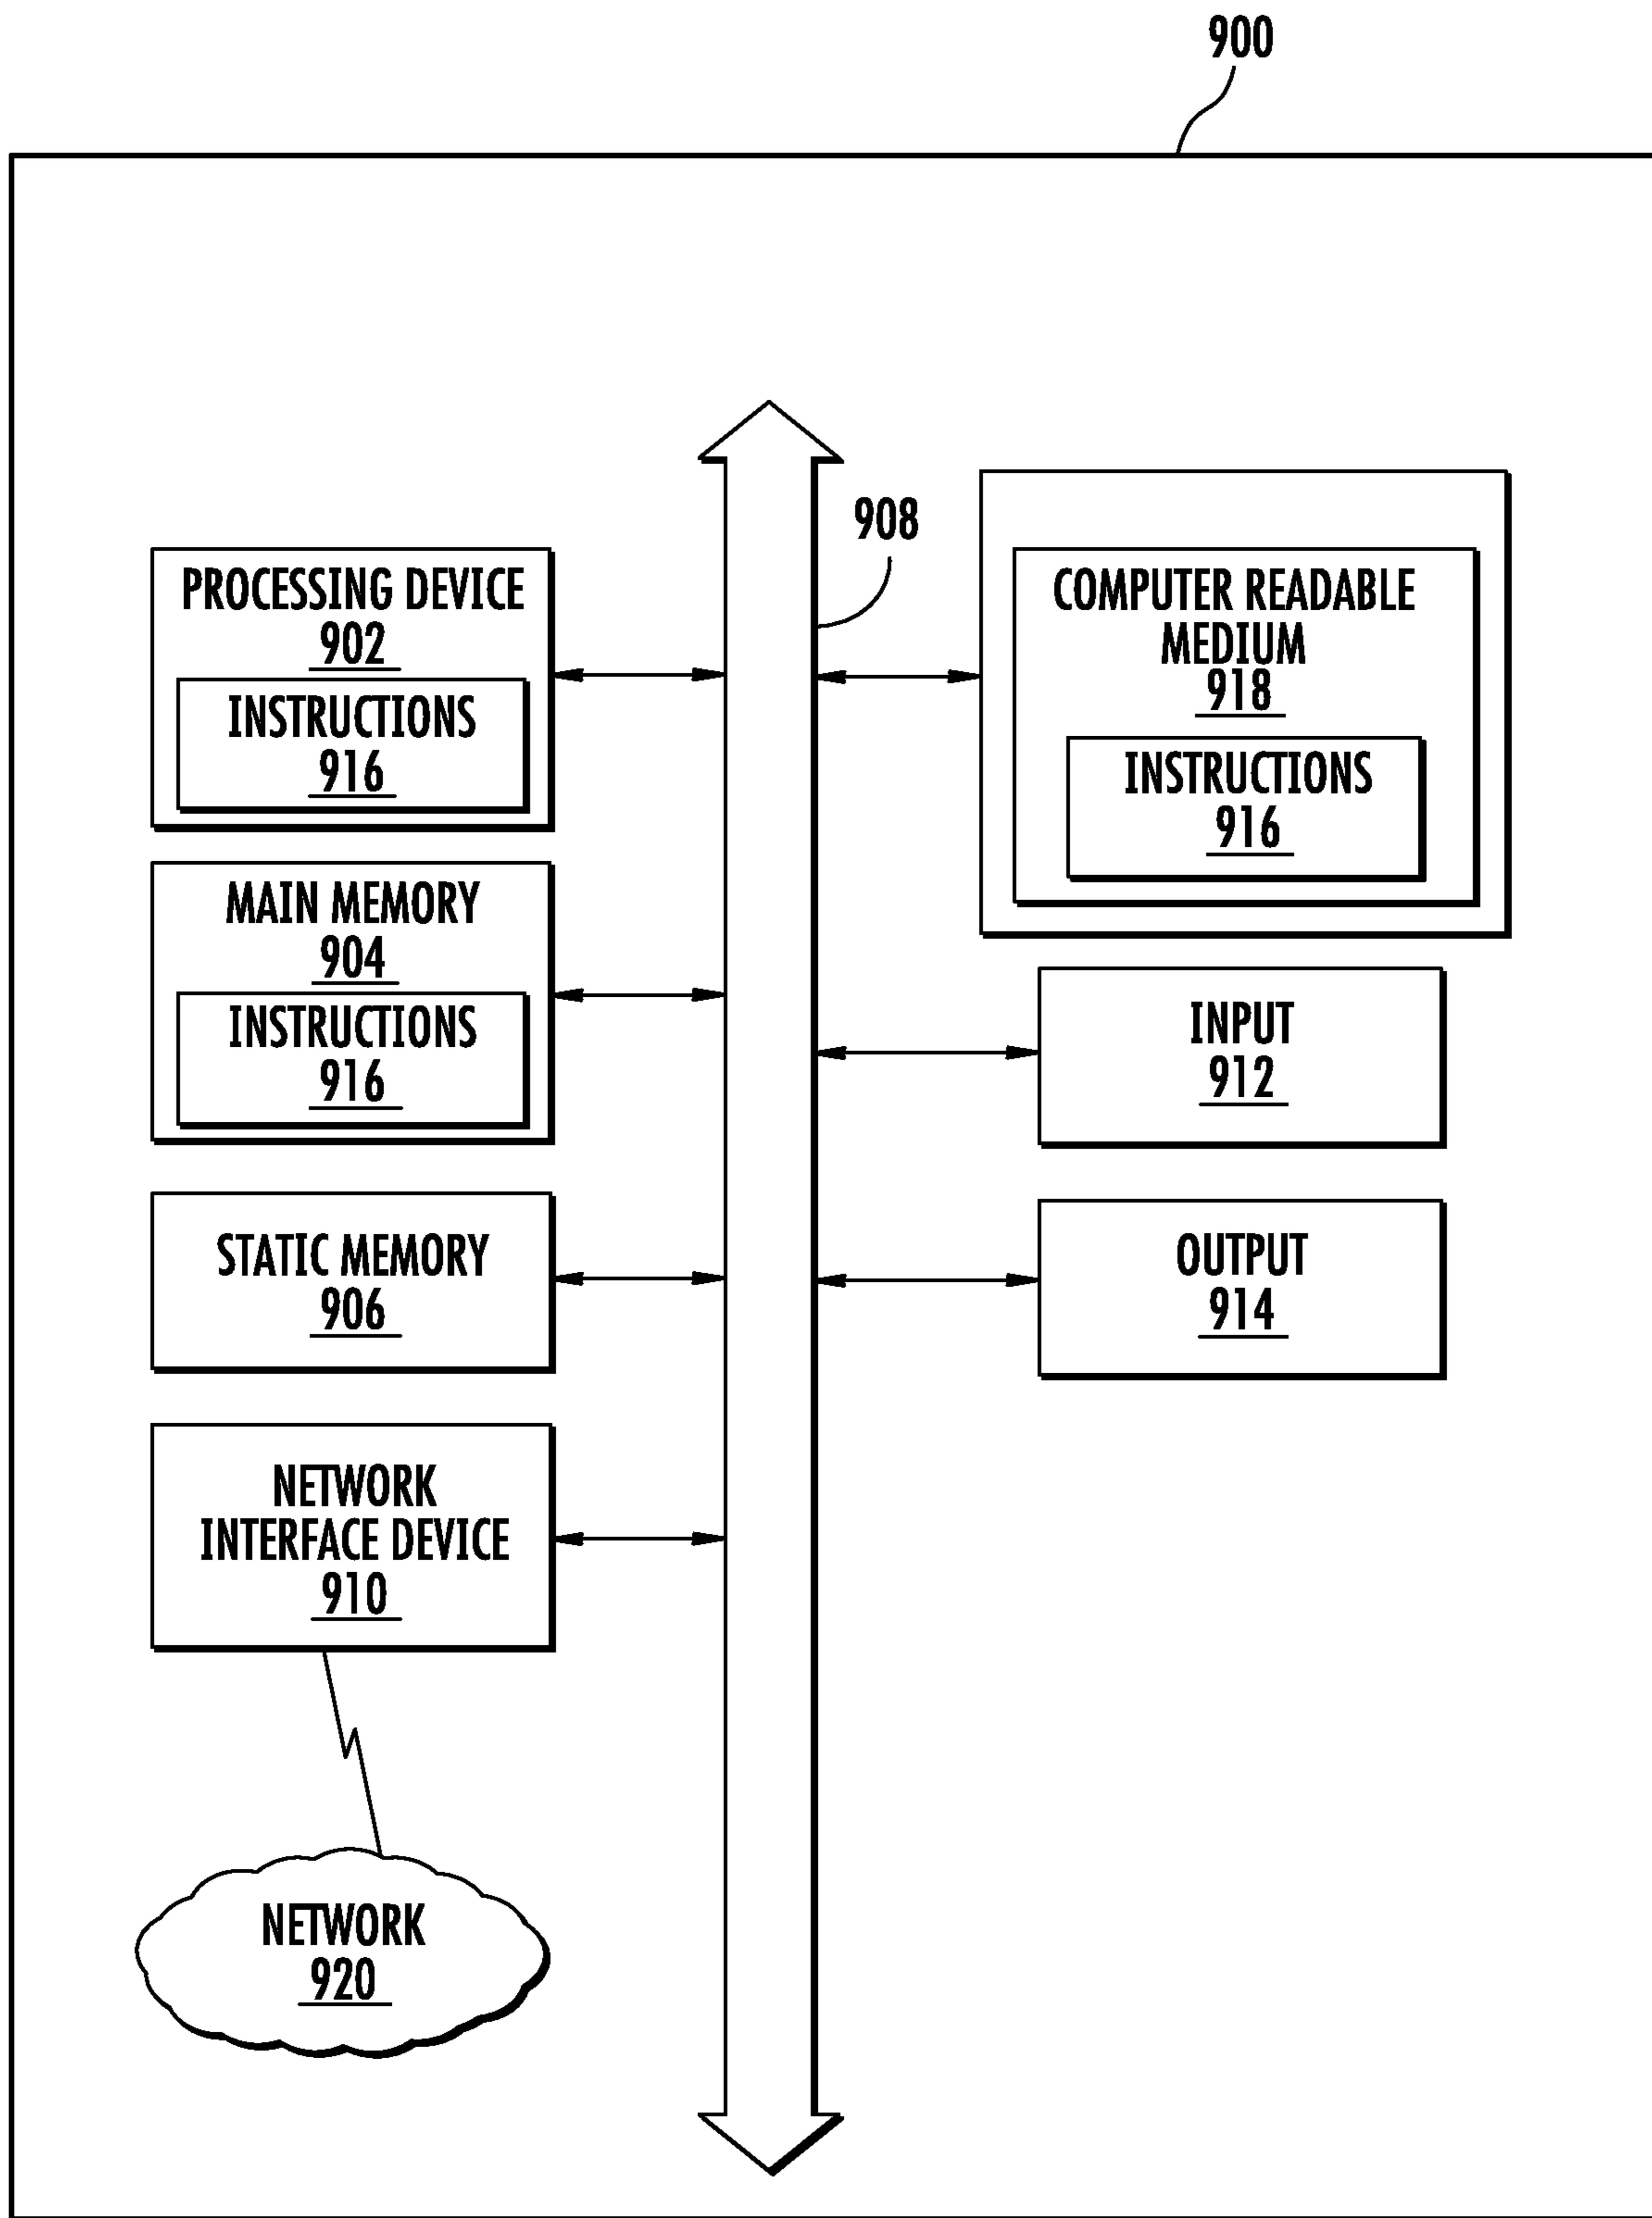 900
908
PROCESSING DEVICE
902
INSTRUCTIONS
916
MAIN MEMORY
904
INSTRUCTIONS
916
STATIC MEMORY
906
NETWORK
INTERFACE DEVICE
910
NETWORK
920
COMPUTER READABLE
MEDIUM
918
INSTRUCTIONS
916
INPUT
912
OUTPUT
914